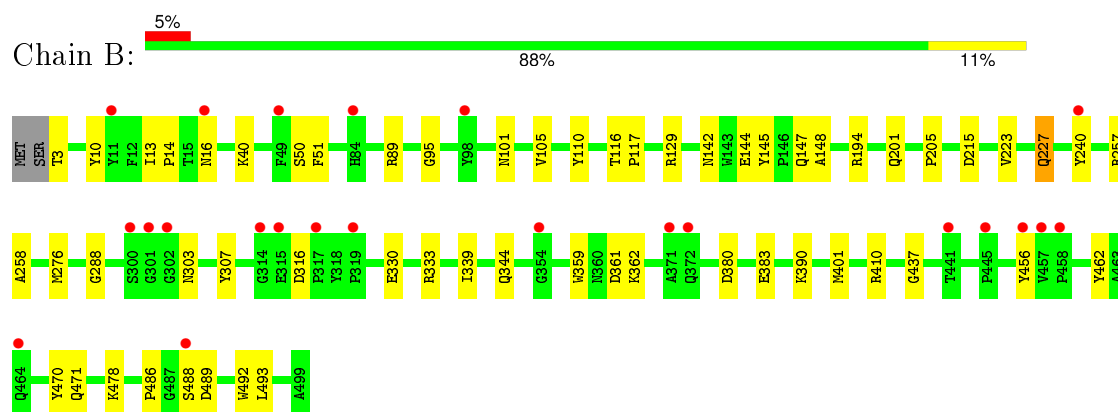 5%
Chain B:
88% 11%
MET SER T3 Y10 Y11 F12 I13 P14 T15 N16 K40 F49 S50 F51 H84 R89 G95 Y98 N101 V105 Y110 T116 P117 R129 N142 W143 E144 Y145 P146 Q147 A148 R194 Q201 P205 D215 V223 Q227 Y240 R257
A258 M276 G288 S300 G301 G302 N303 Y307 G314 E315 D316 P317 Y318 P319 E330 R333 I339 Q344 G354 W359 N360 D361 K362 A371 Q372 D380 E383 K390 M401 R410 G437 T441 P445 Y456 V457 P458 Y462 A463
Q464 Y470 Q471 K478 P486 G487 S488 D489 W492 L493 A499